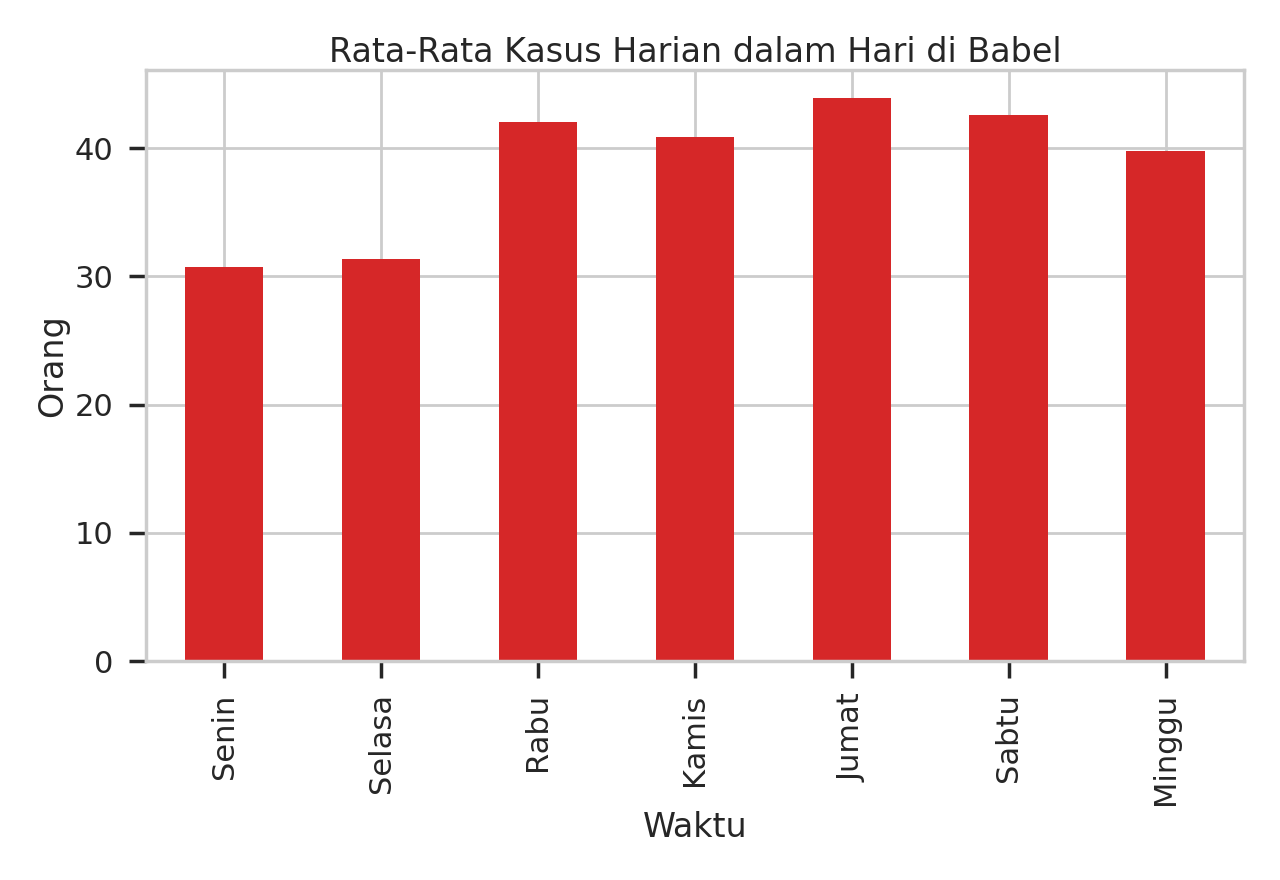 Rata-Rata Kasus Harian dalam Hari di Babel
Orang
40
30
20
10
0
Senin
Selasa
Rabu
Kamis
Jumat
Sabtu
Minggu
Waktu